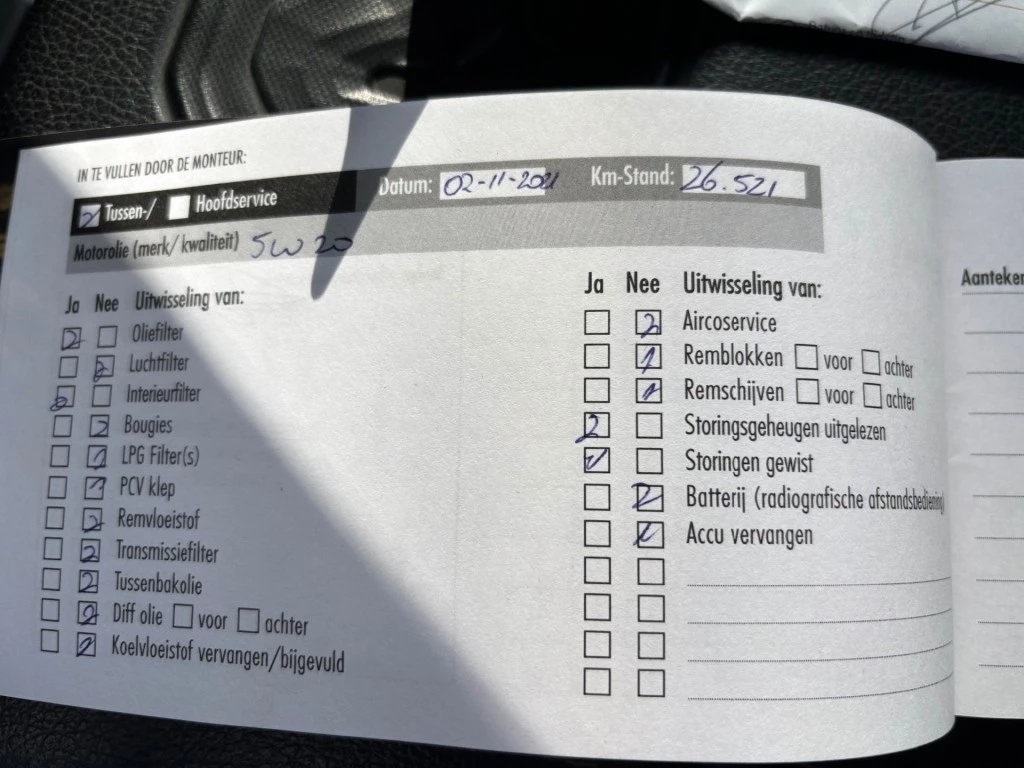 IN TE VULLEN DOOR DE MONTEUR:
Tussen-/ Hoofdservice Datum: 02-11-2021 Km-Stand: 26.521
Motorolie (merk/ kwaliteit) 5W20
Ja Nee Uitwisseling van:
Oliefilter
Luchtfilter
Interieurfilter
Bougies
LPG Filter(s)
PCV klep
Remvloeistof
Transmissiefilter
Tussenbakolie
Diff olie voor achter
Koelvloeistof vervangen/bijgevuld
Ja Nee Uitwisseling van:
Aircoservice
Remblokken voor achter
Remschijven voor achter
Storingsgeheugen uitgelezen
Storingen gewist
Batterij (radiografische afstandsbediening)
Accu vervangen
Aanteken